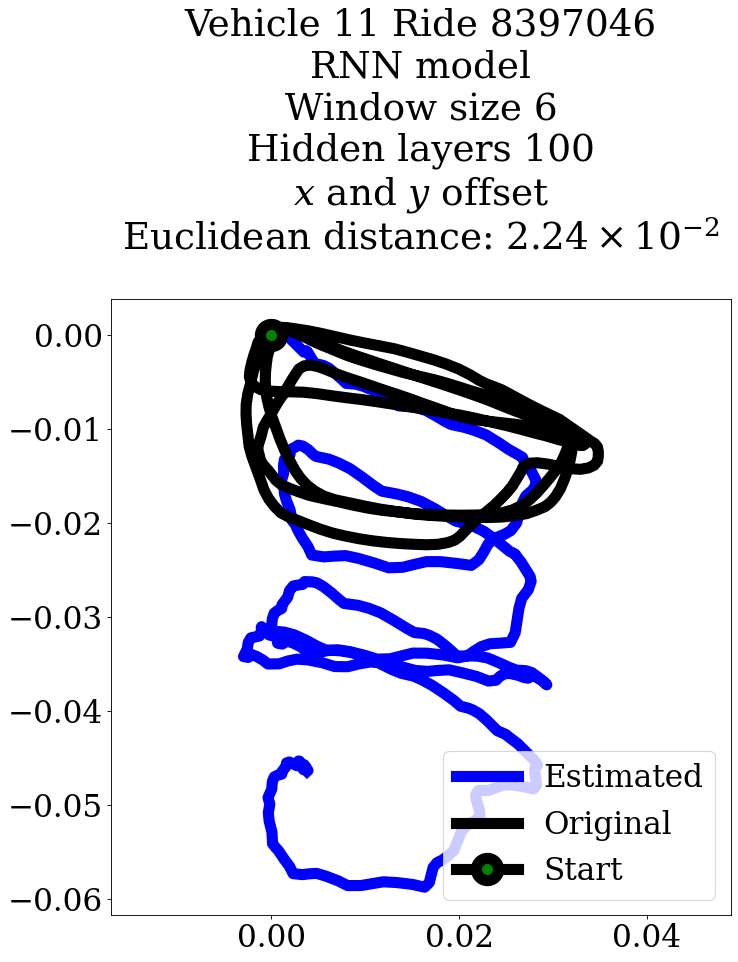 Vehicle 11 Ride 8397046
RNN model
Window size 6
Hidden layers 100
x and y offset
Euclidean distance: 2.24 × 10⁻²
0.00
−0.01
−0.02
−0.03
−0.04
−0.05
−0.06
0.00
0.02
0.04
Estimated
Original
Start